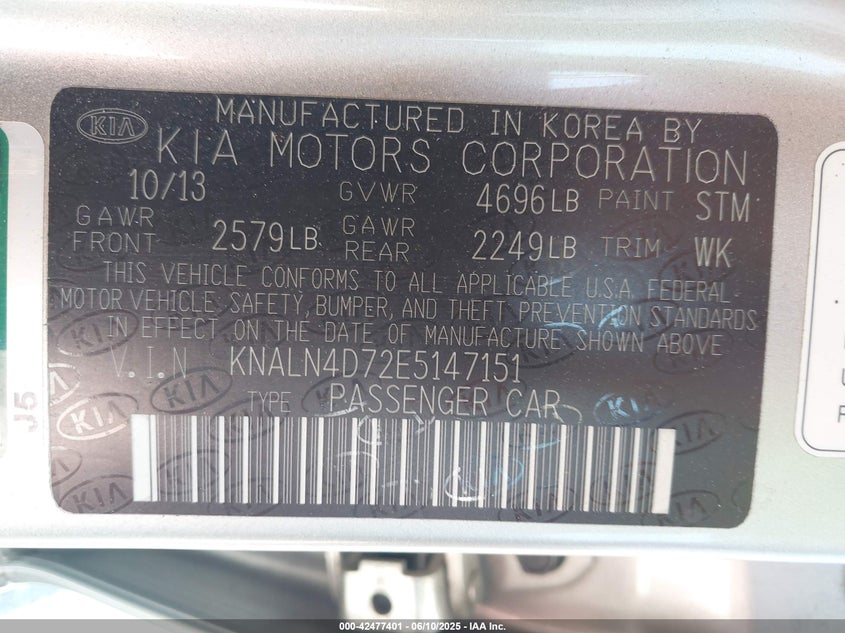 KIA MANUFACTURED IN KOREA BY
KIA MOTORS CORPORATION
10/13 GVWR 4696LB PAINT STM
GAWR FRONT 2579LB GAWR REAR 2249LB TRIM WK
THIS VEHICLE CONFORMS TO ALL APPLICABLE U.S.A. FEDERAL
MOTOR VEHICLE, SAFETY, BUMPER, AND THEFT PREVENTION STANDARDS
IN EFFECT ON THE DATE OF MANUFACTURE SHOWN ABOVE
V.I.N KNALN4D72E5147151
TYPE PASSENGER CAR
J5
000-42477401 - 06/10/2025 - IAA Inc.